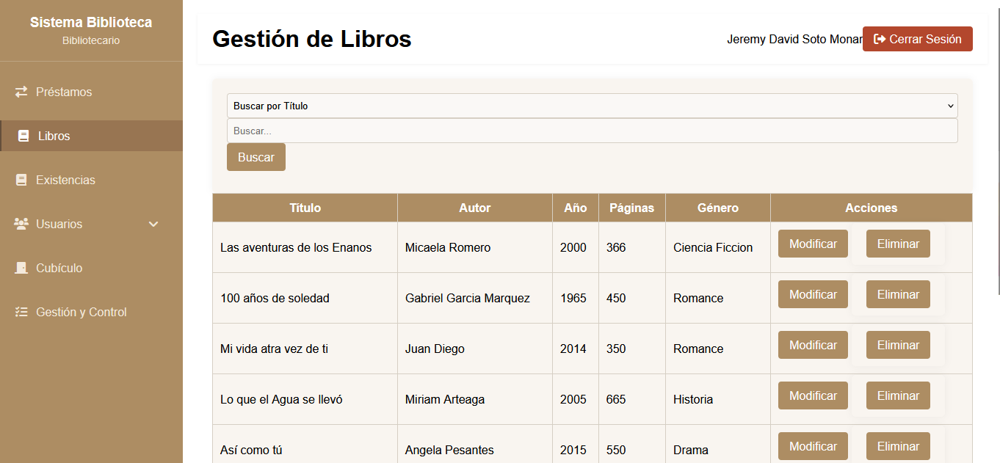 Sistema Biblioteca
Bibliotecario
Préstamos
Libros
Existencias
Usuarios
Cubículo
Gestión y Control
Gestión de Libros
Jeremy David Soto Monar
Cerrar Sesión
Buscar por Título
Buscar...
Buscar
Título Autor Año Páginas Género Acciones
Las aventuras de los Enanos Micaela Romero 2000 366 Ciencia Ficcion Modificar Eliminar
100 años de soledad Gabriel Garcia Marquez 1965 450 Romance Modificar Eliminar
Mi vida atra vez de ti Juan Diego 2014 350 Romance Modificar Eliminar
Lo que el Agua se llevó Miriam Arteaga 2005 665 Historia Modificar Eliminar
Así como tú Angela Pesantes 2015 550 Drama Modificar Eliminar